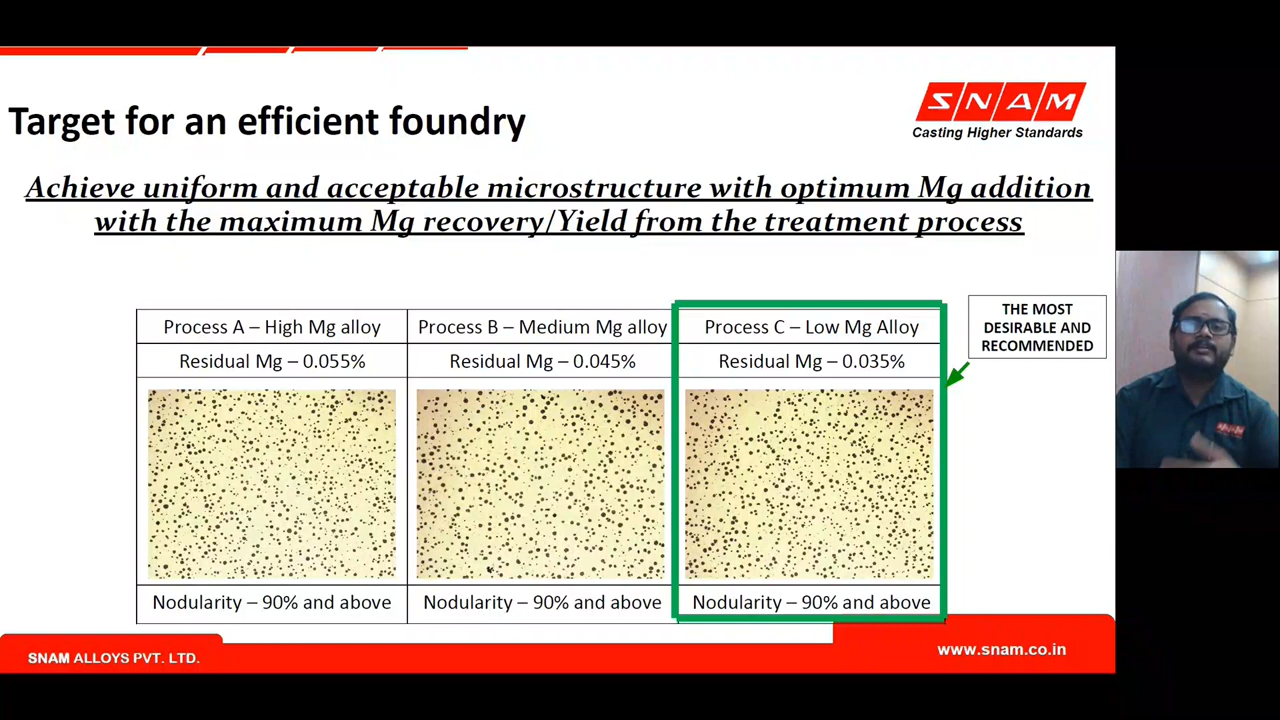 SNAM
Casting Higher Standards
Target for an efficient foundry
Achieve uniform and acceptable microstructure with optimum Mg addition
with the maximum Mg recovery/Yield from the treatment process
THE MOST
DESIRABLE AND
RECOMMENDED
Process A – High Mg alloy
Process B – Medium Mg alloy
Process C – Low Mg Alloy
Residual Mg – 0.055%
Residual Mg – 0.045%
Residual Mg – 0.035%
Nodularity – 90% and above
Nodularity – 90% and above
Nodularity – 90% and above
SNAM ALLOYS PVT. LTD.
www.snam.co.in